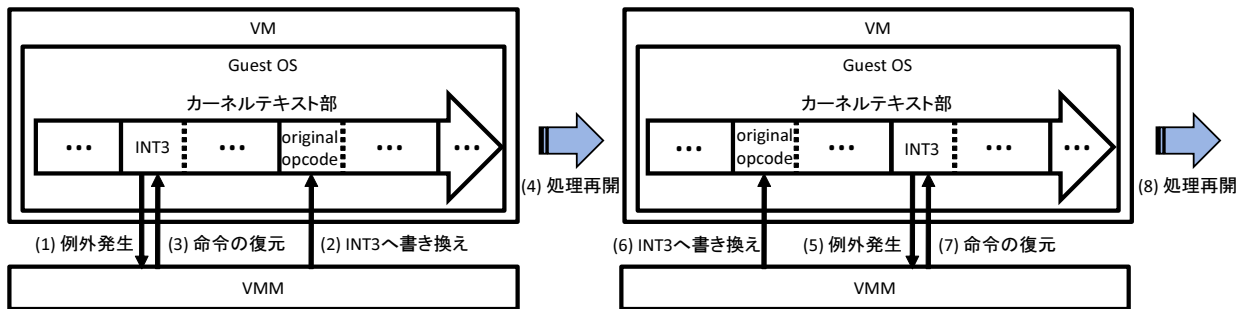 VM
Guest OS
カーネルテキスト部
…
INT3
…
original
opcode
…
…
(4) 処理再開
(1) 例外発生
(3) 命令の復元
(2) INT3へ書き換え
VMM
VM
Guest OS
カーネルテキスト部
…
original
opcode
…
INT3
…
…
(8) 処理再開
(6) INT3へ書き換え
(5) 例外発生
(7) 命令の復元
VMM